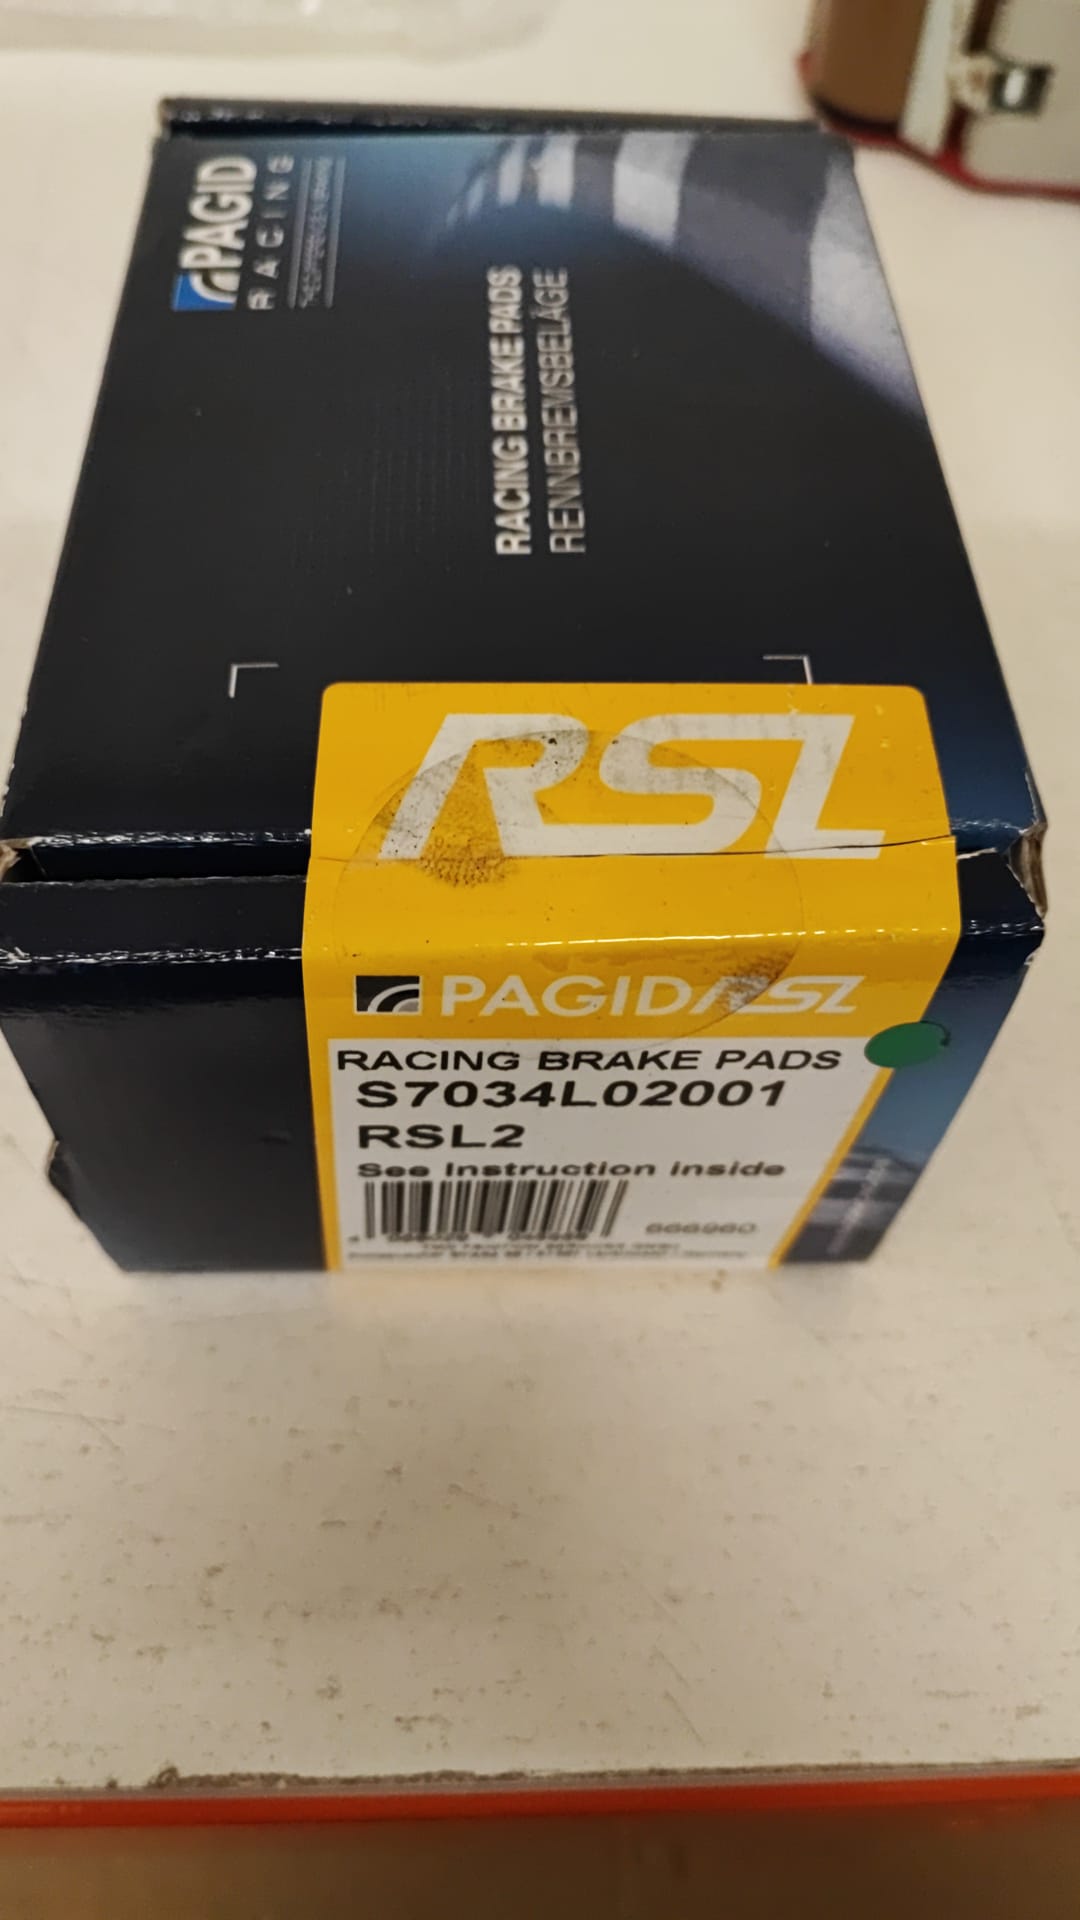 PAGID
RACING
RACING BRAKE PADS
RENNBREMSBELÄGE
RSL
PAGID RSL
RACING BRAKE PADS
S7034L02001
RSL2
See Instruction inside
666960